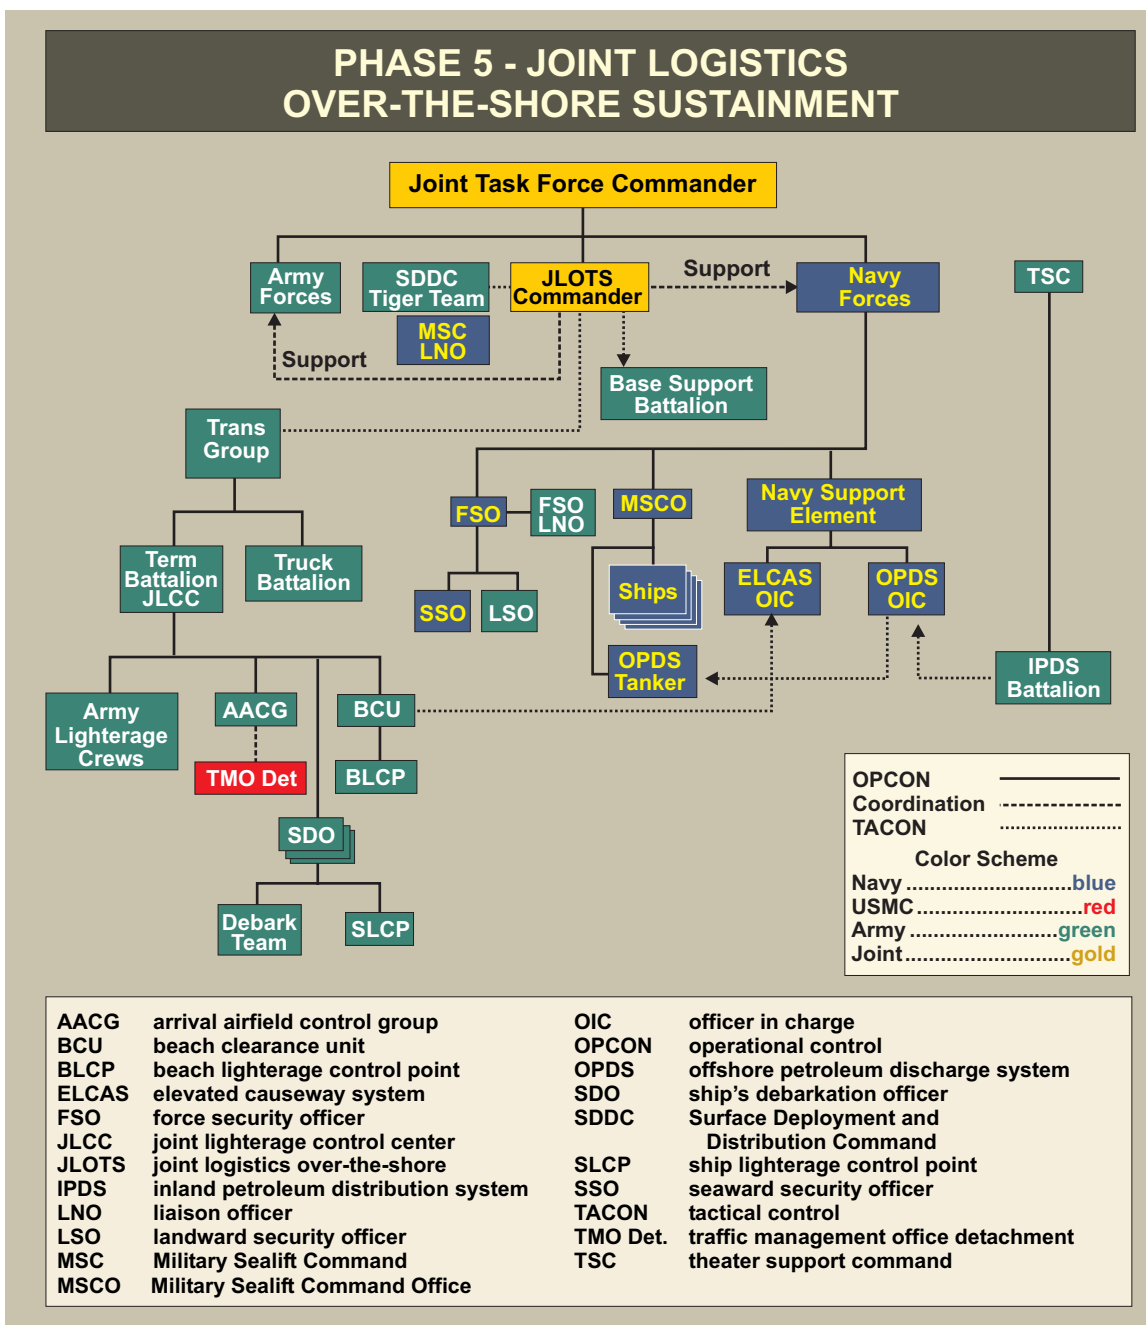 PHASE 5 - JOINT LOGISTICS
OVER-THE-SHORE SUSTAINMENT
Joint Task Force Commander
Army
Forces
SDDC
Tiger Team
JLOTS
Commander
Support
Navy
Forces
TSC
MSC
LNO
Support
Base Support
Battalion
Trans
Group
FSO
FSO
LNO
MSCO
Navy Support
Element
Term
Battalion
JLCC
Truck
Battalion
SSO
LSO
Ships
ELCAS
OIC
OPDS
OIC
OPDS
Tanker
IPDS
Battalion
Army
Lighterage
Crews
AACG
BCU
TMO Det
BLCP
SDO
Debark
Team
SLCP
OPCON
Coordination
TACON
Color Scheme
Navy ..........................blue
USMC ..........................red
Army ..........................green
Joint ..........................gold
AACG arrival airfield control group
BCU beach clearance unit
BLCP beach lighterage control point
ELCAS elevated causeway system
FSO force security officer
JLCC joint lighterage control center
JLOTS joint logistics over-the-shore
IPDS inland petroleum distribution system
LNO liaison officer
LSO landward security officer
MSC Military Sealift Command
MSCO Military Sealift Command Office
OIC officer in charge
OPCON operational control
OPDS offshore petroleum discharge system
SDO ship's debarkation officer
SDDC Surface Deployment and
Distribution Command
SLCP ship lighterage control point
SSO seaward security officer
TACON tactical control
TMO Det. traffic management office detachment
TSC theater support command